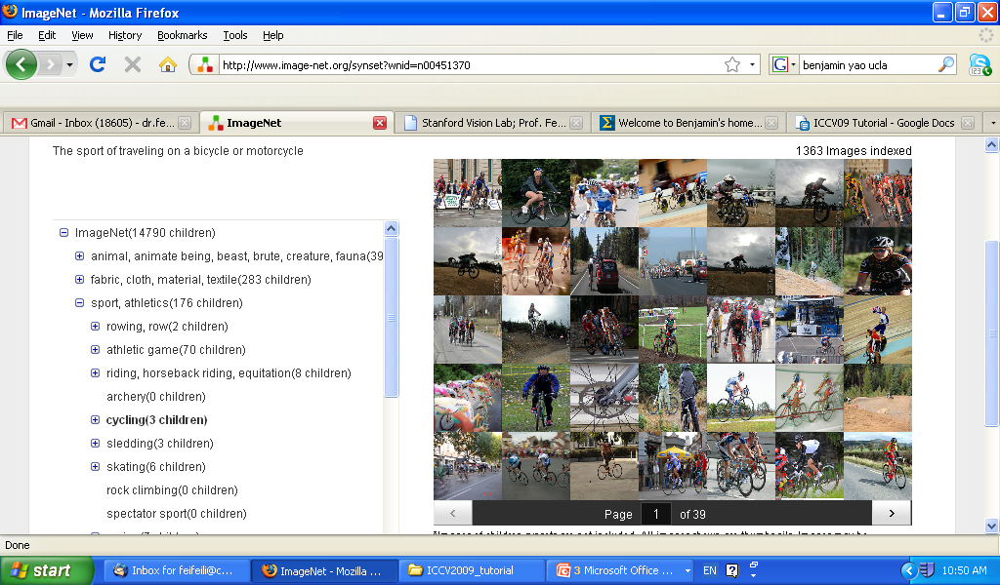 ImageNet - Mozilla Firefox
File Edit View History Bookmarks Tools Help
http://www.image-net.org/synset?wnid=n00451370
benjamin yao ucla
Gmail - Inbox (18605) - dr.fe...
ImageNet
Stanford Vision Lab; Prof. Fe...
Welcome to Benjamin's home...
ICCV09 Tutorial - Google Docs
The sport of traveling on a bicycle or motorcycle
1363 Images indexed
ImageNet(14790 children)
animal, animate being, beast, brute, creature, fauna(39
fabric, cloth, material, textile(283 children)
sport, athletics(176 children)
rowing, row(2 children)
athletic game(70 children)
riding, horseback riding, equitation(8 children)
archery(0 children)
cycling(3 children)
sledding(3 children)
skating(6 children)
rock climbing(0 children)
spectator sport(0 children)
Page 1 of 39
Done
start
Inbox for feifeili@c...
ImageNet - Mozilla ...
ICCV2009_tutorial
3 Microsoft Office ...
EN
10:50 AM